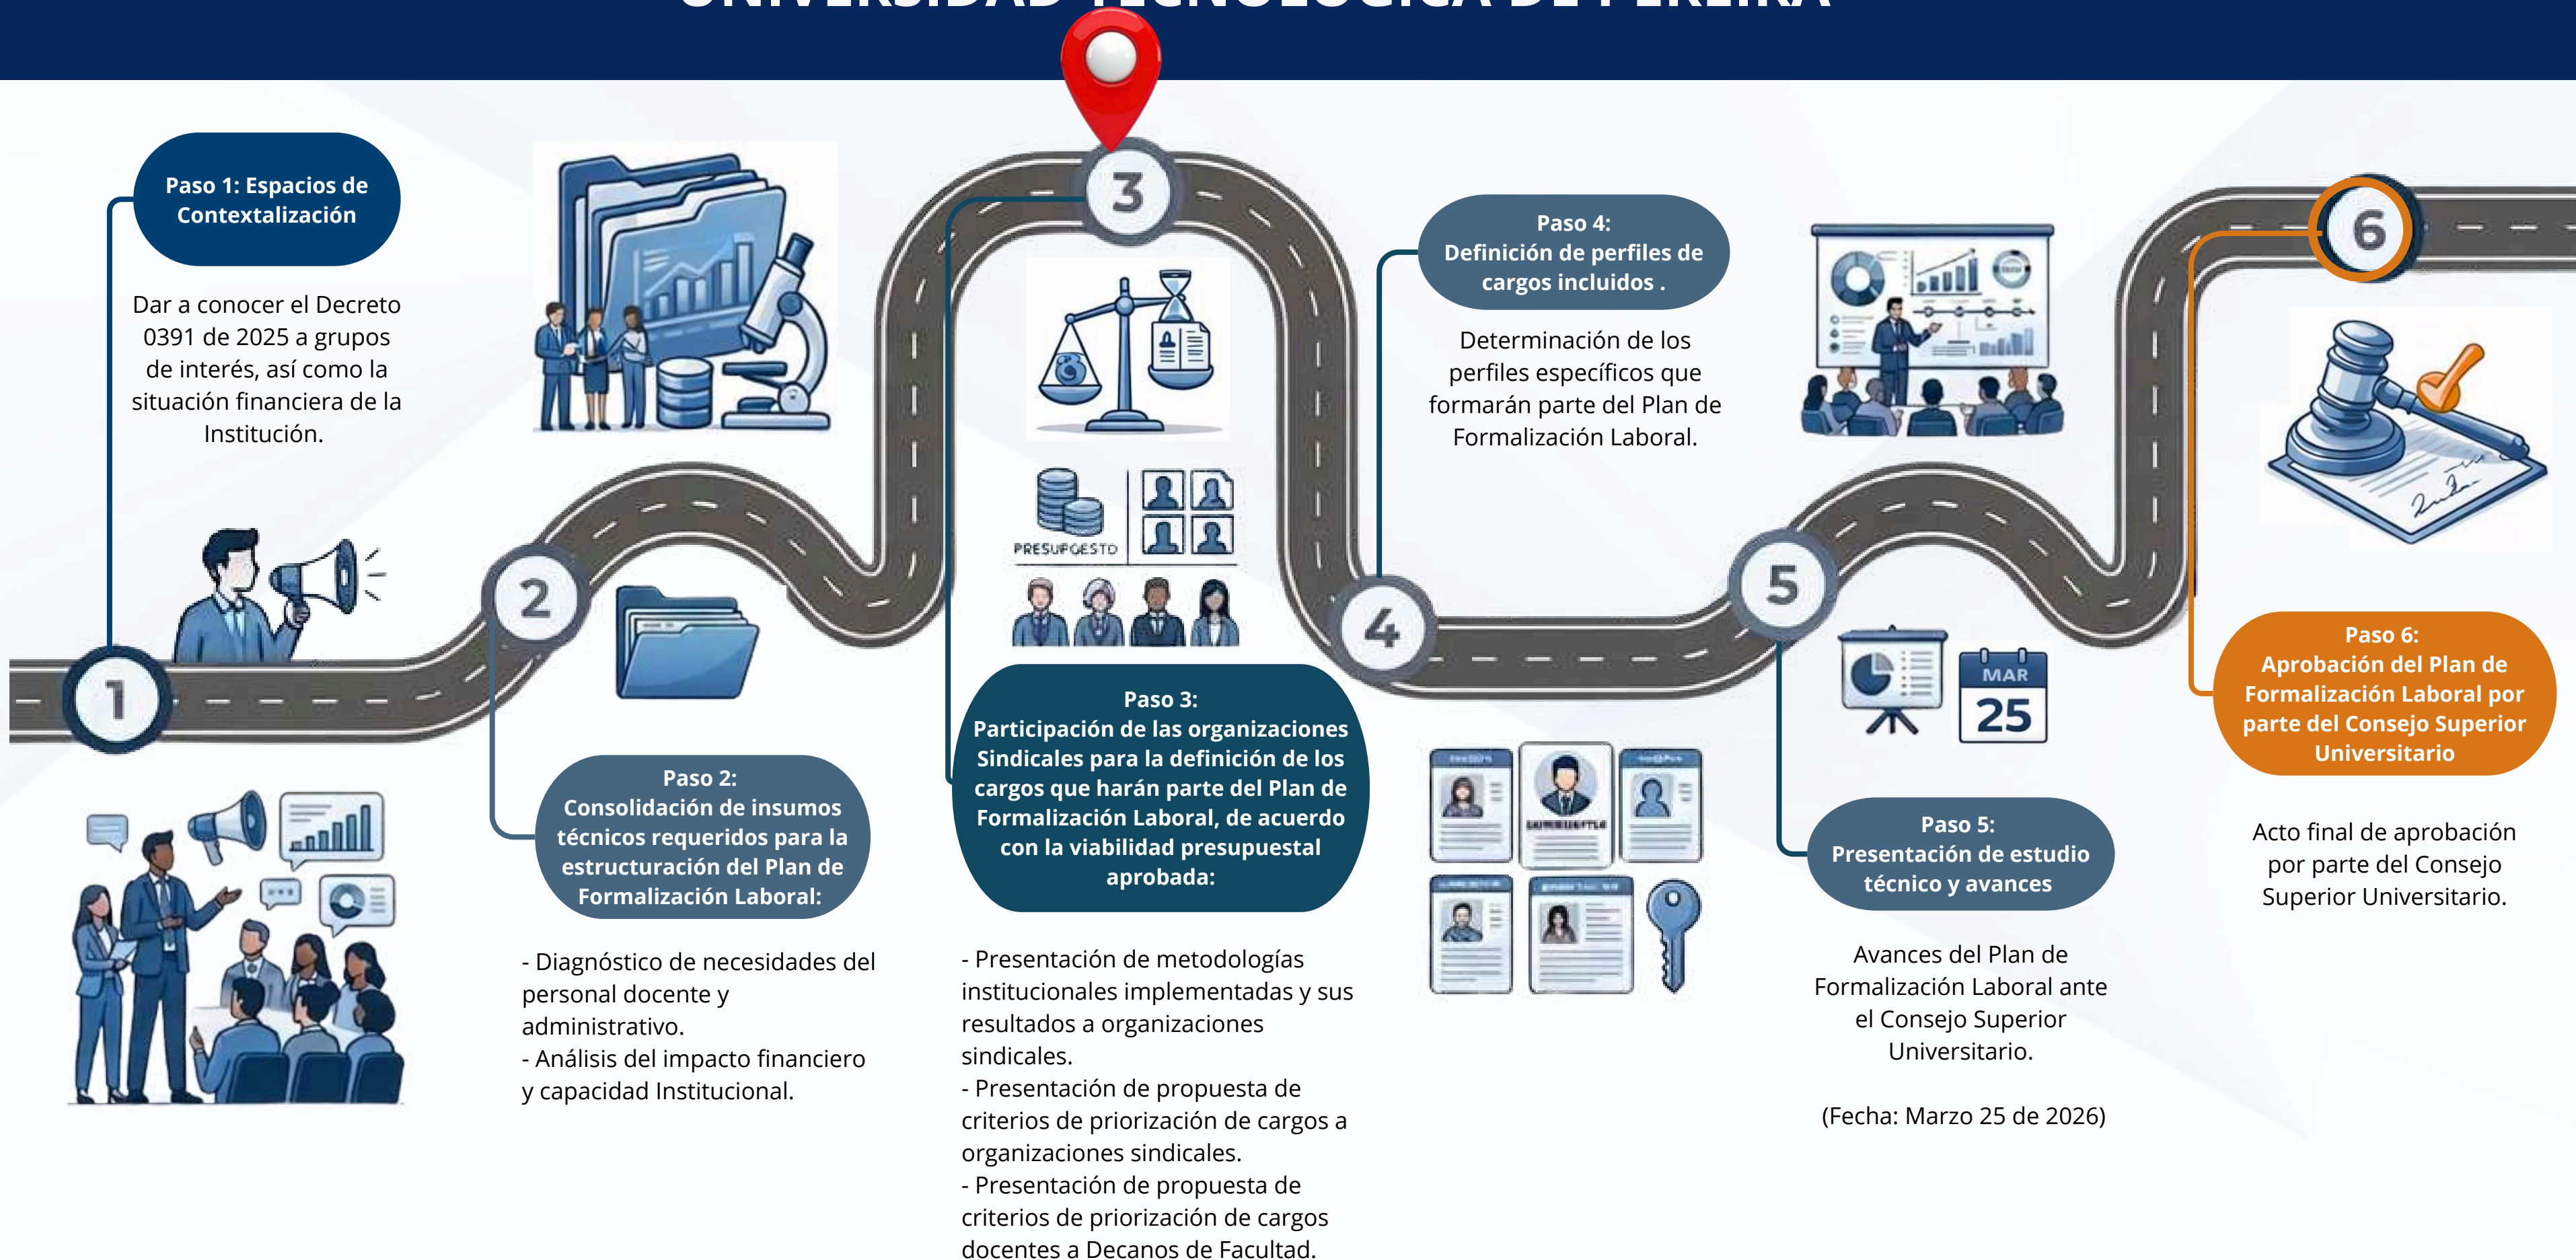 UNIVERSIDAD TECNOLÓGICA DE PEREIRA
Paso 1: Espacios de
Contextalización
Dar a conocer el Decreto
0391 de 2025 a grupos
de interés, así como la
situación financiera de la
Institución.
1
2
Paso 2:
Consolidación de insumos
técnicos requeridos para la
estructuración del Plan de
Formalización Laboral:
- Diagnóstico de necesidades del
personal docente y
administrativo.
- Análisis del impacto financiero
y capacidad Institucional.
3
PRESUPGESTO
Paso 3:
Participación de las organizaciones
Sindicales para la definición de los
cargos que harán parte del Plan de
Formalización Laboral, de acuerdo
con la viabilidad presupuestal
aprobada:
- Presentación de metodologías
institucionales implementadas y sus
resultados a organizaciones
sindicales.
- Presentación de propuesta de
criterios de priorización de cargos a
organizaciones sindicales.
- Presentación de propuesta de
criterios de priorización de cargos
docentes a Decanos de Facultad.
Paso 4:
Definición de perfiles de
cargos incluidos .
Determinación de los
perfiles específicos que
formarán parte del Plan de
Formalización Laboral.
4
5
MAR
25
Paso 5:
Presentación de estudio
técnico y avances
Avances del Plan de
Formalización Laboral ante
el Consejo Superior
Universitario.
(Fecha: Marzo 25 de 2026)
6
Paso 6:
Aprobación del Plan de
Formalización Laboral por
parte del Consejo Superior
Universitario
Acto final de aprobación
por parte del Consejo
Superior Universitario.